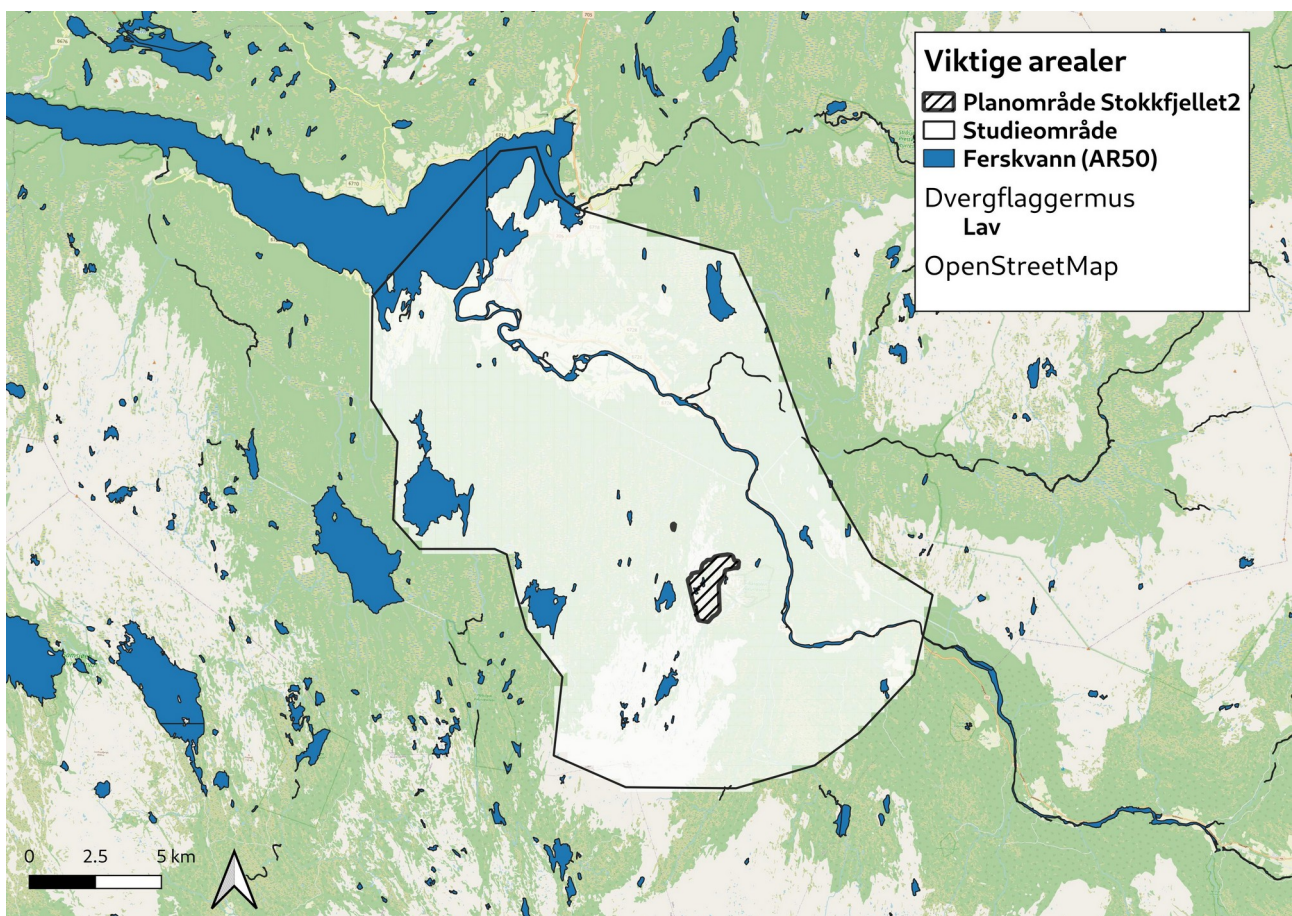 Viktige arealer
Planområde Stokkfjellet2
Studieområde
Ferskvann (AR50)
Dvergflaggermus
Lav
OpenStreetMap
0 2.5 5 km